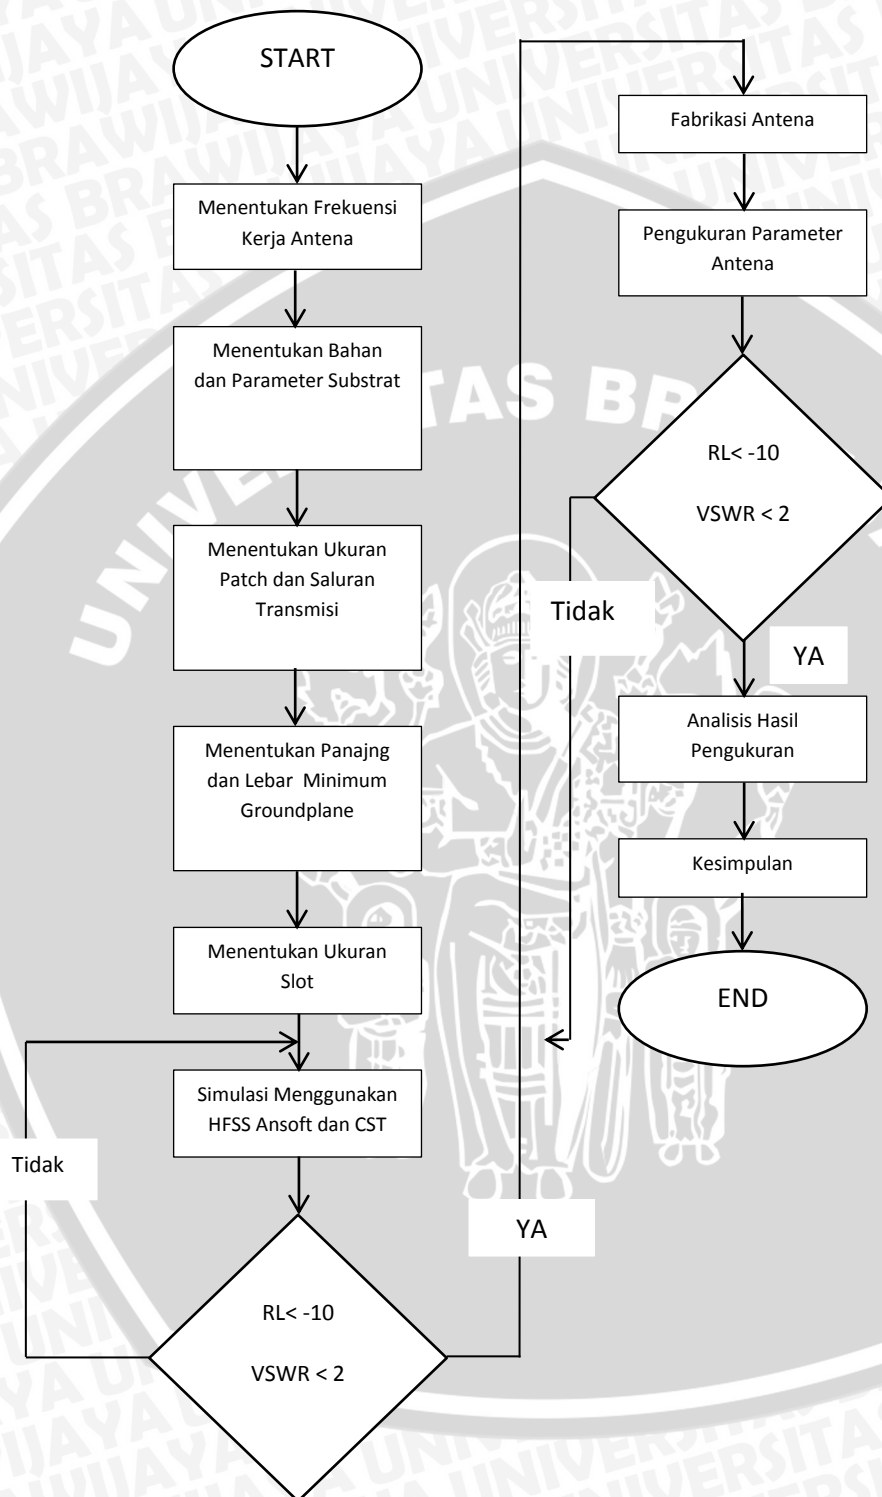 START
Menentukan Frekuensi
Kerja Antena
Menentukan Bahan
dan Parameter Substrat
Menentukan Ukuran
Patch dan Saluran
Transmisi
Menentukan Panajng
dan Lebar Minimum
Groundplane
Menentukan Ukuran
Slot
Simulasi Menggunakan
HFSS Ansoft dan CST
Tidak
RL< -10
VSWR < 2
YA
Fabrikasi Antena
Pengukuran Parameter
Antena
RL< -10
VSWR < 2
Tidak
YA
Analisis Hasil
Pengukuran
Kesimpulan
END